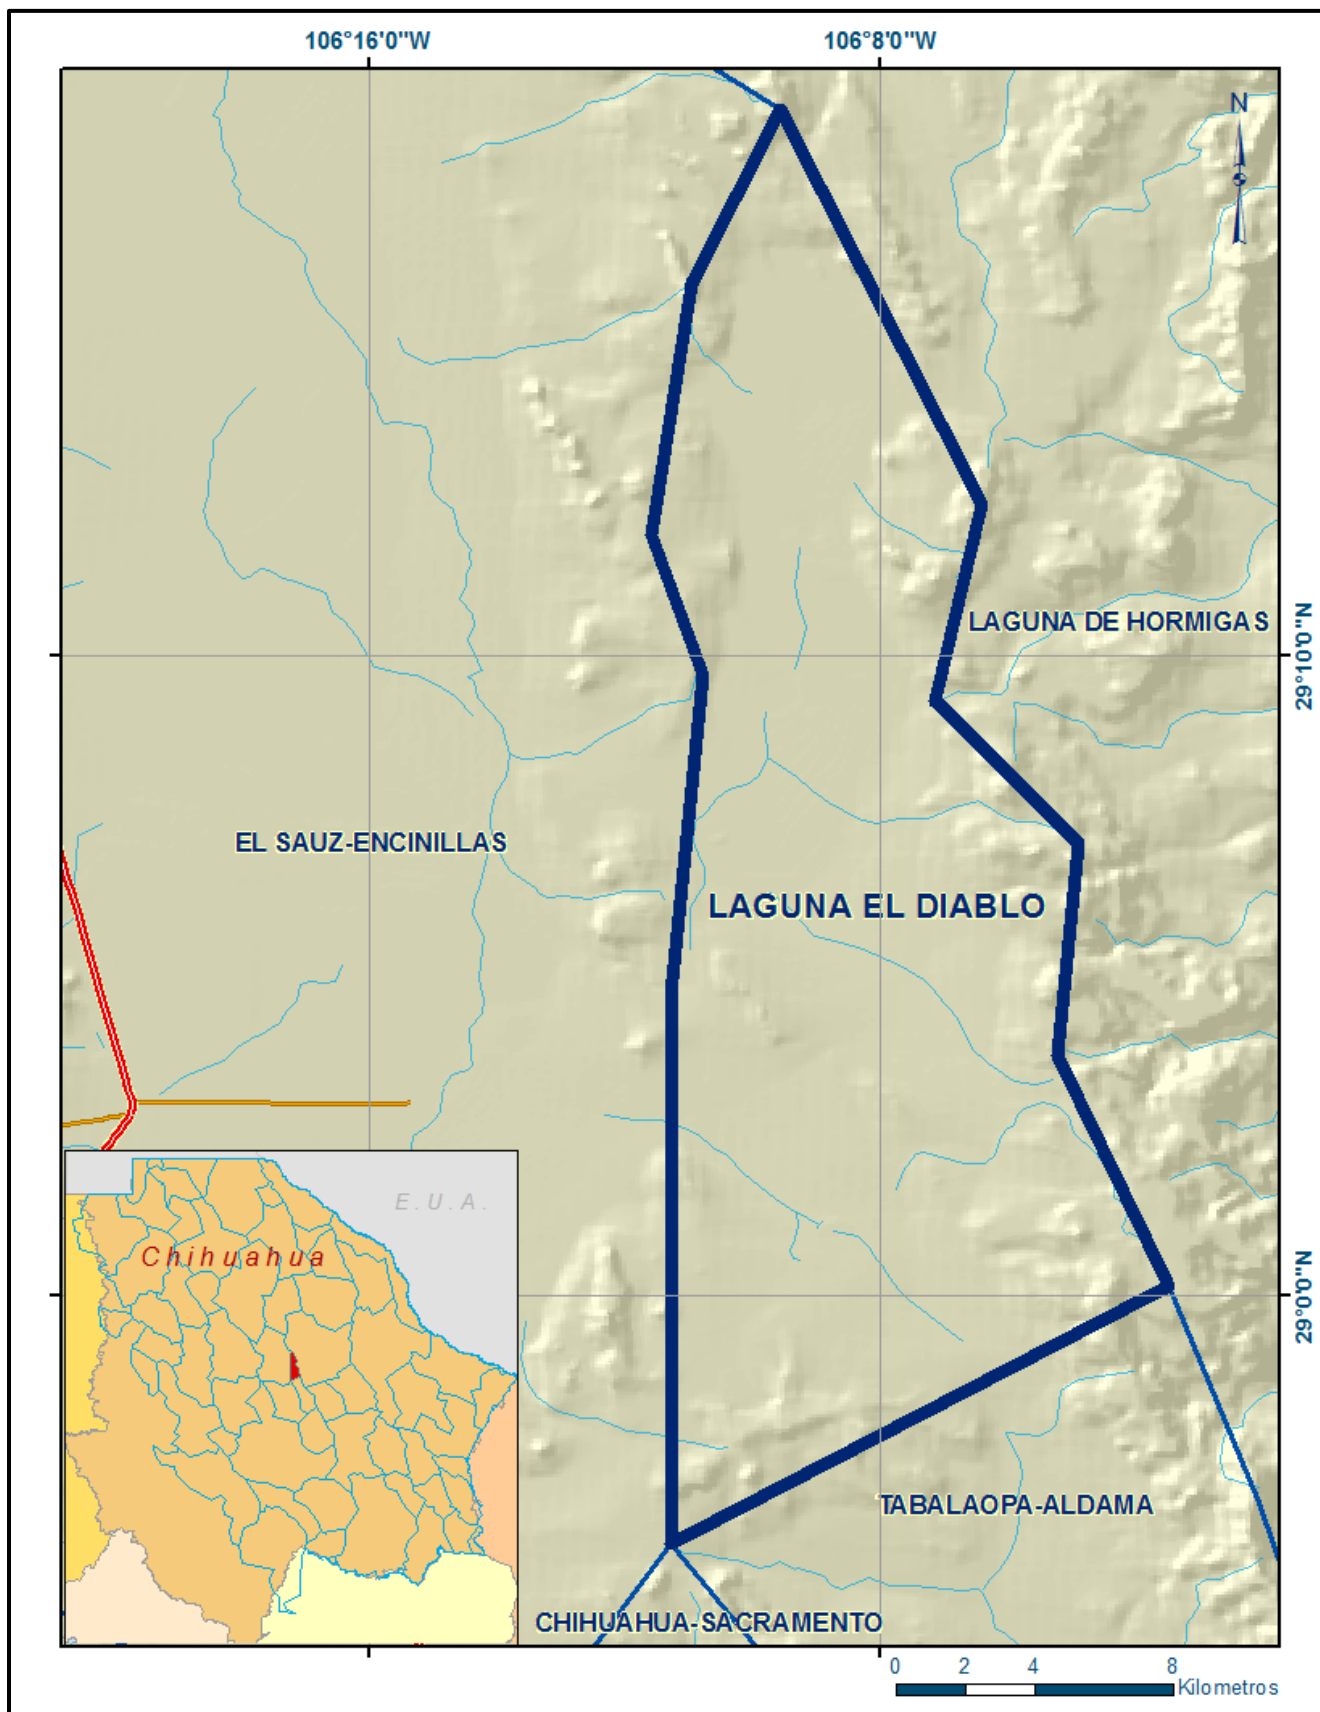 106°16'0"W
106°8'0"W
N
LAGUNA DE HORMIGAS
29°10'0"N
EL SAUZ-ENCINILLAS
LAGUNA EL DIABLO
E.U.A.
Chihuahua
29°0'0"N
TABALAOPA-ALDAMA
CHIHUAHUA-SACRAMENTO
0 2 4 8
Kilometros